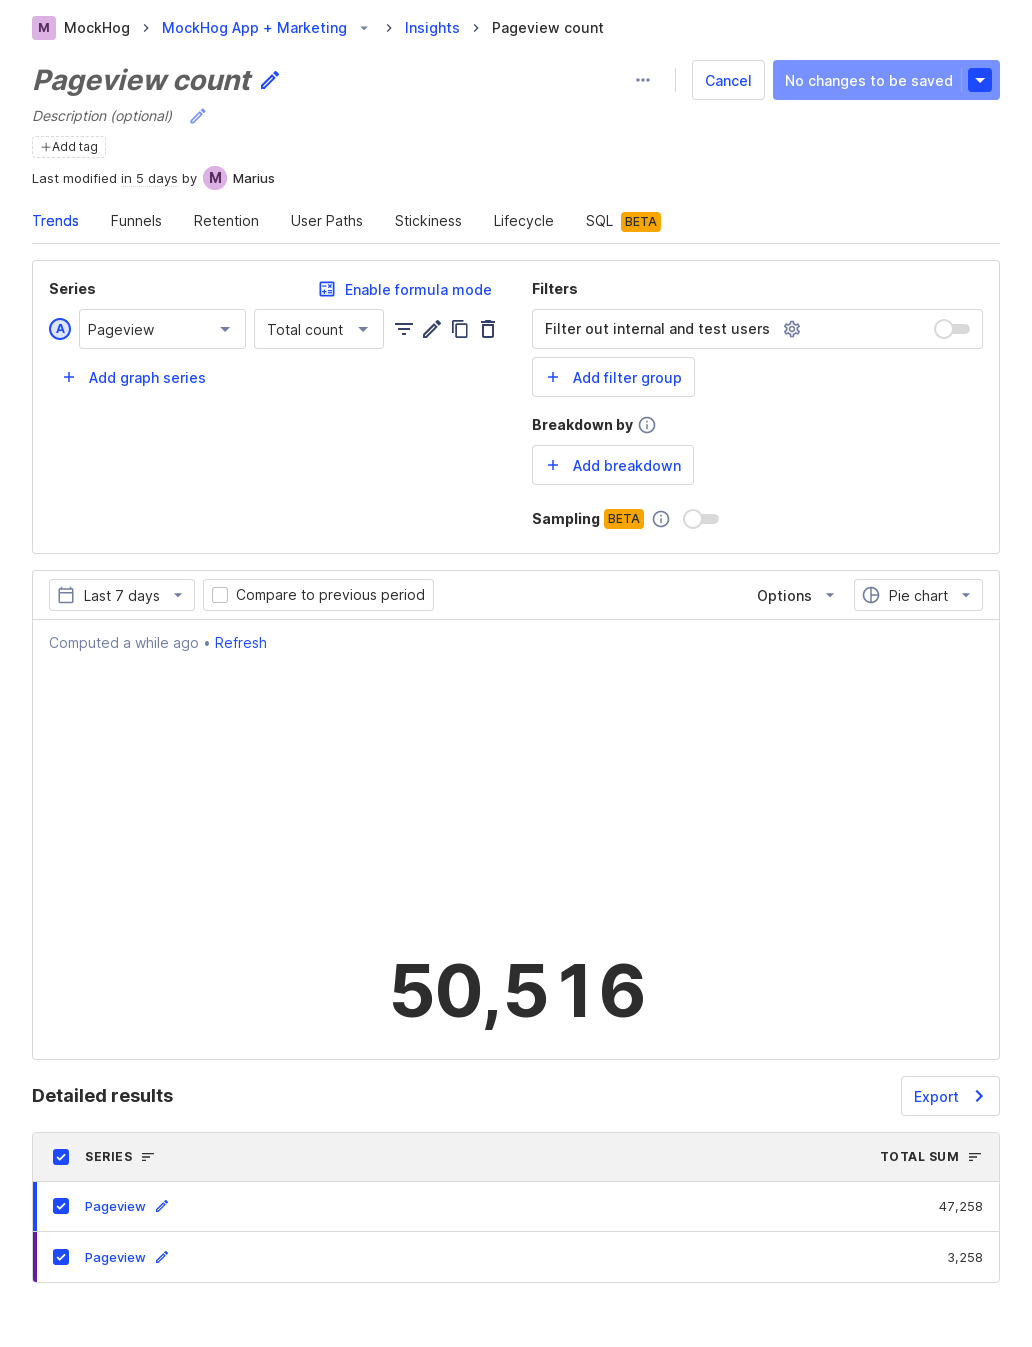 M MockHog > MockHog App + Marketing > Insights > Pageview count
Pageview count
Cancel
No changes to be saved
Description (optional)
+Add tag
Last modified in 5 days by M Marius
Trends Funnels Retention User Paths Stickiness Lifecycle SQL BETA
Series
Enable formula mode
A Pageview Total count
+ Add graph series
Filters
Filter out internal and test users
+ Add filter group
Breakdown by
+ Add breakdown
Sampling BETA
Last 7 days Compare to previous period Options Pie chart
Computed a while ago • Refresh
50,516
Detailed results
Export
SERIES TOTAL SUM
Pageview 47,258
Pageview 3,258